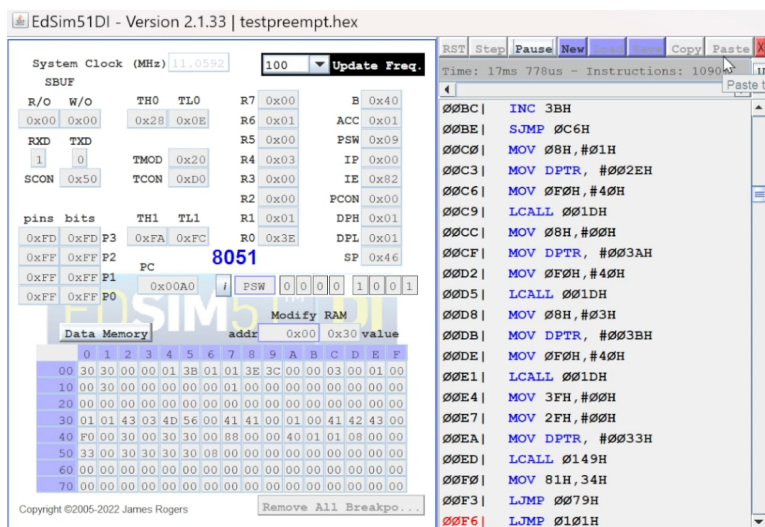 EdSim51DI - Version 2.1.33 | testpreempt.hex
System Clock (MHz) 11.0592 100 Update Freq.
SBUF
R/O W/O TH0 TL0 R7 0x00 B 0x40
0x00 0x00 0x28 0x0E R6 0x01 ACC 0x01
RXD TXD R5 0x00 PSW 0x09
1 0 TMOD 0x20 R4 0x03 IP 0x00
SCON 0x50 TCON 0xD0 R3 0x00 IE 0x82
R2 0x00 PCON 0x00
pins bits TH1 TL1 R1 0x01 DPH 0x01
0xFD 0xFD P3 0xFA 0xFC R0 0x3E DPL 0x01
0xFF 0xFF P2 8051 SP 0x46
0xFF 0xFF P1 PC
0xFF 0xFF P0 0x00A0 i PSW 0 0 0 0 1 0 0 1
EDSIM51 DI
TM
Modify RAM
Data Memory addr 0x00 0x30 value
0 1 2 3 4 5 6 7 8 9 A B C D E F
00 30 30 00 00 01 3B 01 01 3E 3C 00 00 03 00 01 00
10 00 30 00 00 00 00 00 01 00 00 00 00 00 00 00 00
20 00 00 00 00 00 00 00 00 00 00 00 00 00 00 00 00
30 01 01 43 03 4D 56 00 41 41 00 01 00 41 42 43 00
40 F0 00 30 00 30 30 00 88 00 00 40 01 01 08 00 00
50 33 00 30 30 30 30 08 00 00 00 00 00 00 00 00 00
60 00 00 00 00 00 00 00 00 00 00 00 00 00 00 00 00
70 00 00 00 00 00 00 00 00 00 00 00 00 00 00 00 00
Copyright ©2005-2022 James Rogers Remove All Breakpo...
RST Step Pause New Load Save Copy Paste X
Time: 17ms 778us - Instructions: 1090
Paste t
00BC| INC 3BH
00BE| SJMP 0C6H
00C0| MOV 08H,#01H
00C3| MOV DPTR, #002EH
00C6| MOV 0F0H,#40H
00C9| LCALL 001DH
00CC| MOV 08H,#00H
00CF| MOV DPTR, #003AH
00D2| MOV 0F0H,#40H
00D5| LCALL 001DH
00D8| MOV 08H,#03H
00DB| MOV DPTR, #003BH
00DE| MOV 0F0H,#40H
00E1| LCALL 001DH
00E4| MOV 3FH,#00H
00E7| MOV 2FH,#00H
00EA| MOV DPTR, #0033H
00ED| LCALL 0149H
00F0| MOV 81H,34H
00F3| LJMP 0079H
00F6| LJMP 0101H